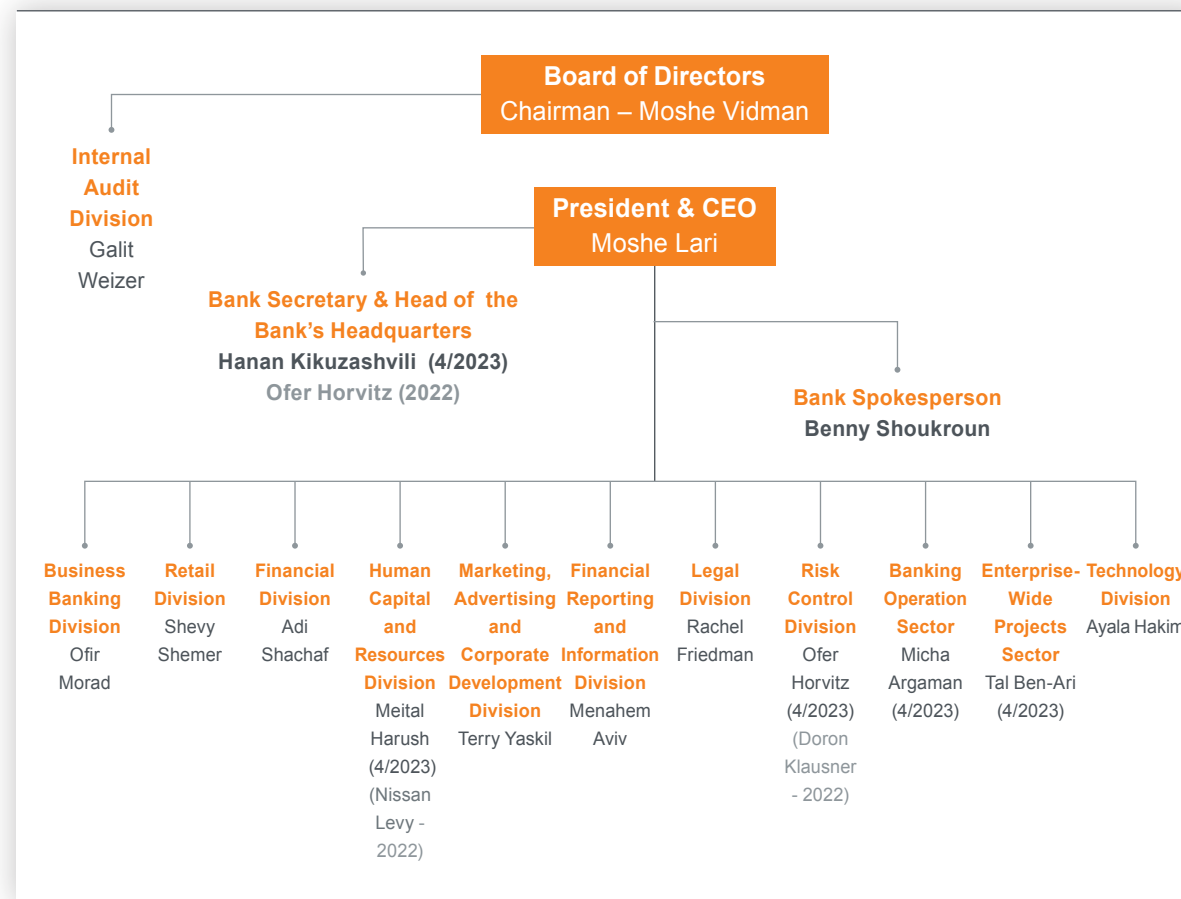 Board of Directors
Chairman – Moshe Vidman
Internal
Audit
Division
Galit
Weizer
President & CEO
Moshe Lari
Bank Secretary & Head of the
Bank’s Headquarters
Hanan Kikuzashvili (4/2023)
Ofer Horvitz (2022)
Bank Spokesperson
Benny Shoukroun
Business
Banking
Division
Ofir
Morad
Retail
Division
Shevy
Shemer
Financial
Division
Adi
Shachaf
Human
Capital
and
Resources
Division
Meital
Harush
(4/2023)
(Nissan
Levy -
2022)
Marketing,
Advertising
and
Corporate
Development
Division
Terry Yaskil
Financial
Reporting
and
Information
Division
Menahem
Aviv
Legal
Division
Rachel
Friedman
Risk
Control
Division
Ofer
Horvitz
(4/2023)
(Doron
Klausner
- 2022)
Banking
Operation
Sector
Micha
Argaman
(4/2023)
Enterprise-
Wide
Projects
Sector
Tal Ben-Ari
(4/2023)
Technology
Division
Ayala Hakim